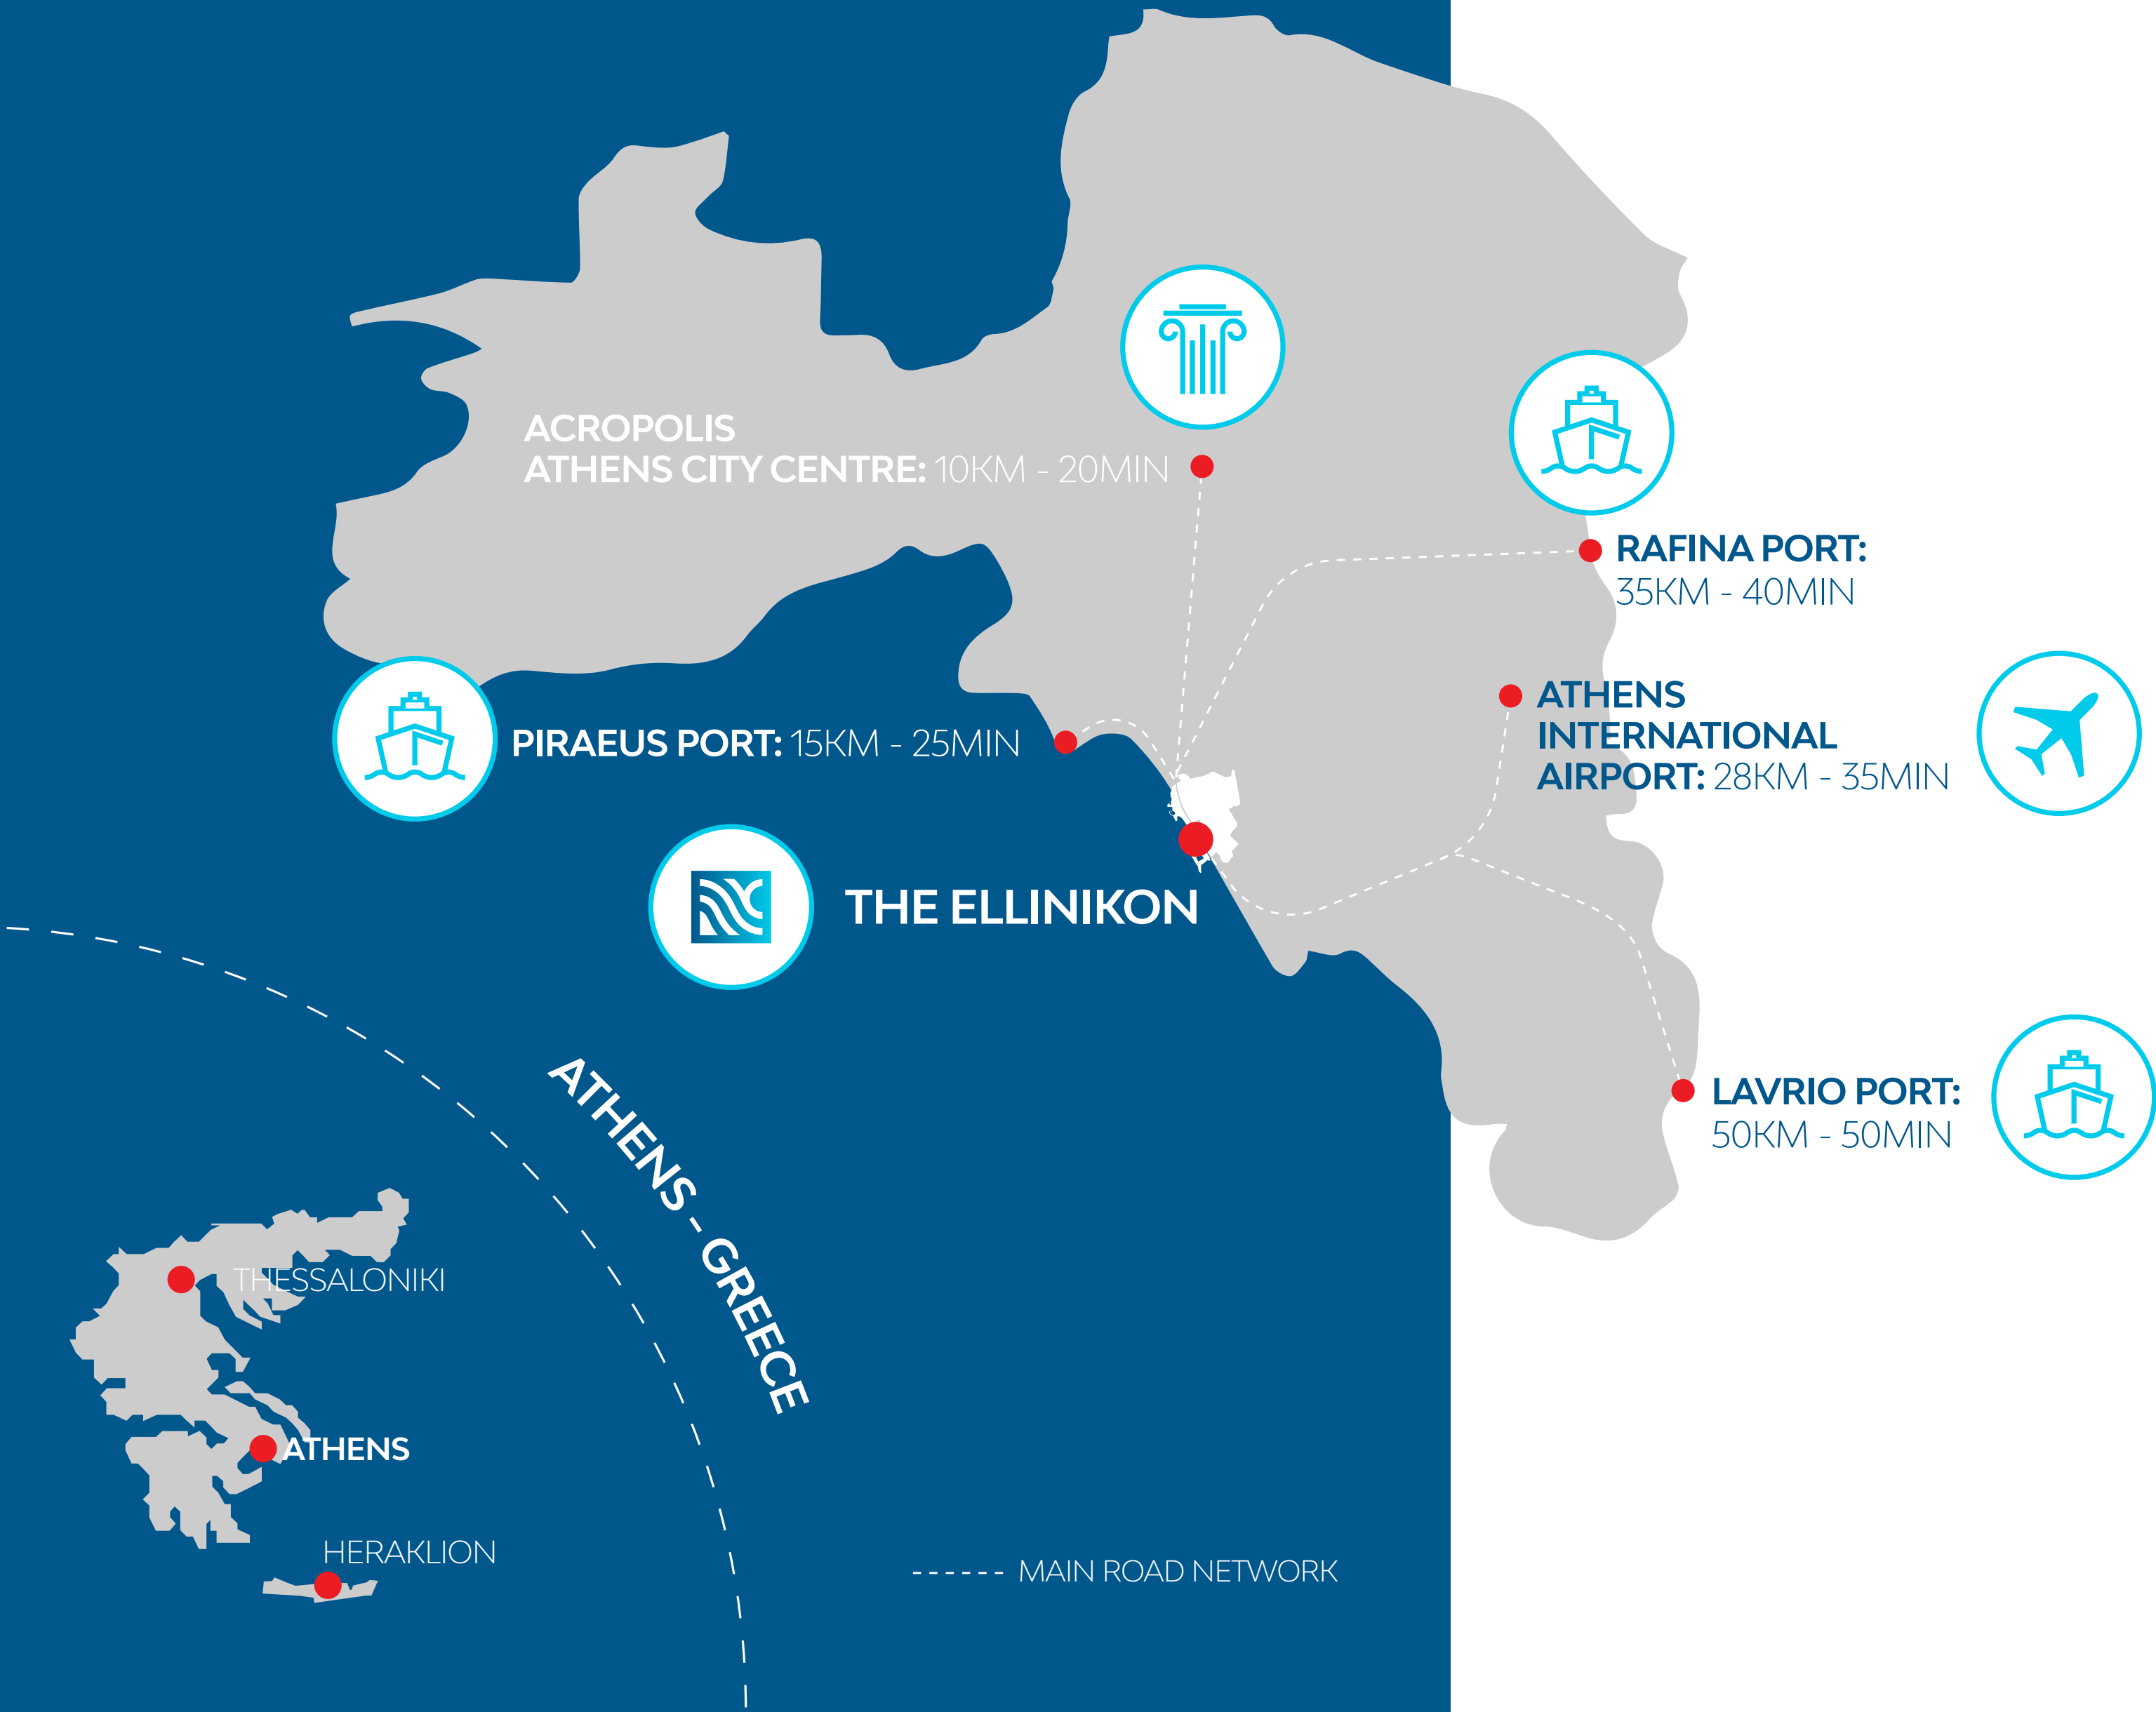 ACROPOLIS
ATHENS CITY CENTRE: 10KM - 20MIN
RAFINA PORT:
35KM - 40MIN
ATHENS
INTERNATIONAL
AIRPORT: 28KM - 35MIN
PIRAEUS PORT: 15KM - 25MIN
THE ELLINIKON
LAVRIO PORT:
50KM - 50MIN
ATHENS - GREECE
THESSALONIKI
ATHENS
HERAKLION
MAIN ROAD NETWORK